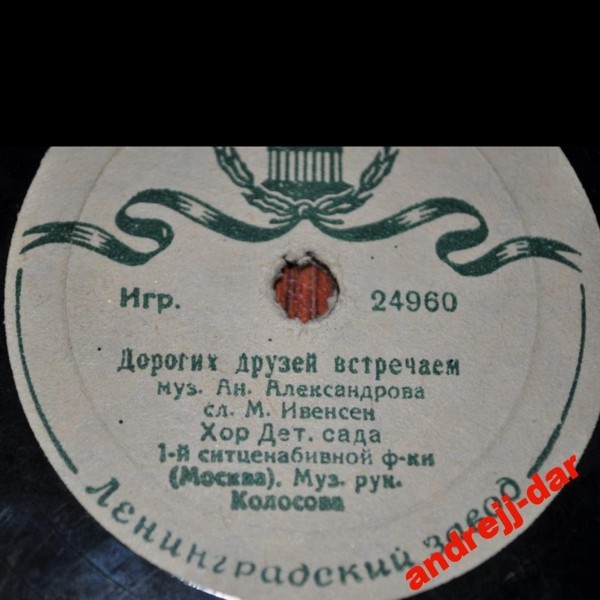 Игр. 24960
Дорогих друзей встречаем
муз. Ан. Александрова
сл. М. Ивенсен
Хор Дет. сада
1-й ситценабивной ф-ки
(Москва). Муз. рук.
Колосова
Ленинградский завод
andrejj-dar